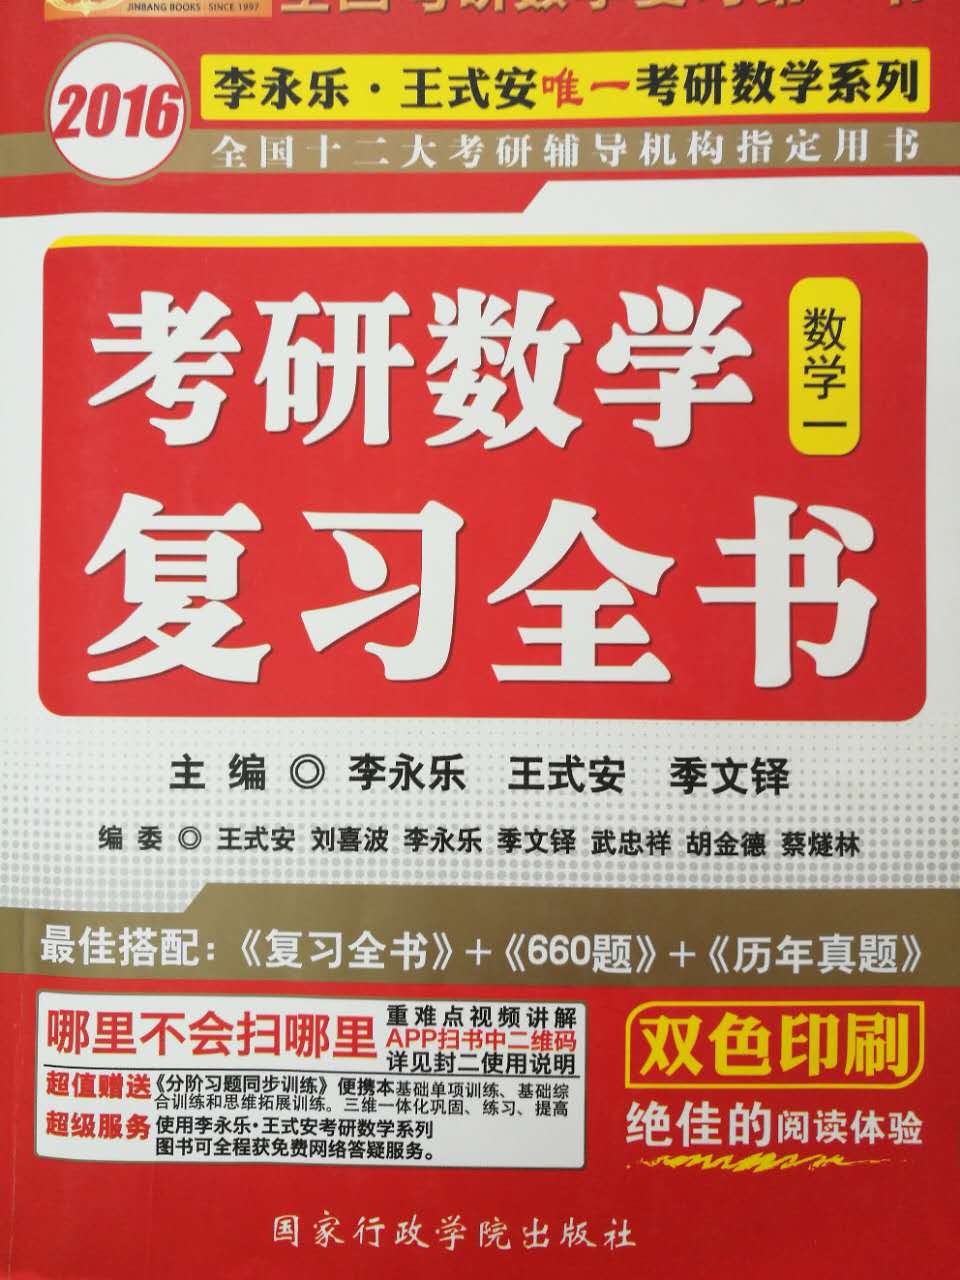 JINBANG BOOKS · SINCE 1997
2016
李永乐·王式安唯一考研数学系列
全国十二大考研辅导机构指定用书
考研数学
数学一
复习全书
主编◎李永乐 王式安 季文铎
编委◎王式安 刘喜波 李永乐 季文铎 武忠祥 胡金德 蔡燧林
最佳搭配：《复习全书》+《660题》+《历年真题》
哪里不会扫哪里
重难点视频讲解
APP扫书中二维码
详见封二使用说明
超值赠送《分阶习题同步训练》便携本基础单项训练、基础综
合训练和思维拓展训练。三维一体化巩固、练习、提高
超级服务 使用李永乐·王式安考研数学系列
图书可全程获免费网络答疑服务。
双色印刷
绝佳的阅读体验
国家行政学院出版社